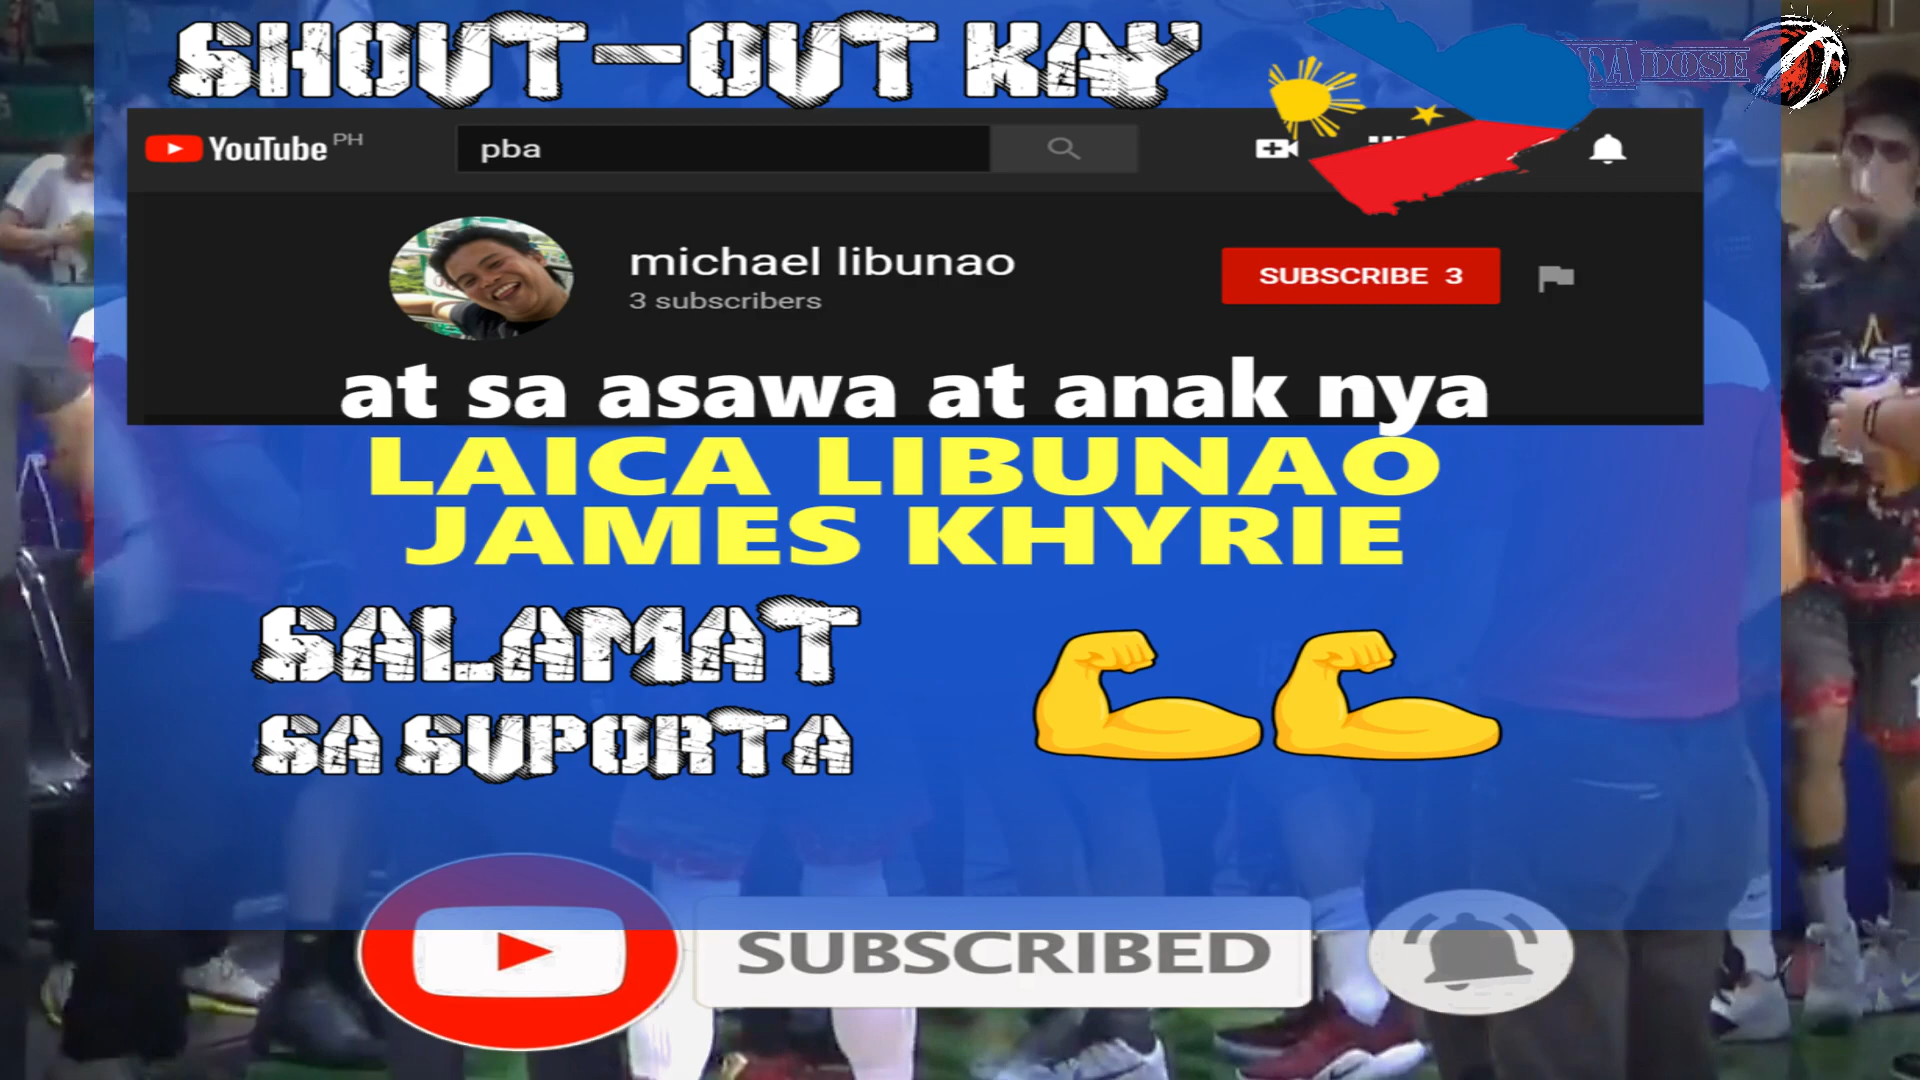 SHOUT-OUT KAY
DOSE
YouTube PH
pba
michael libunao
3 subscribers
SUBSCRIBE 3
at sa asawa at anak nya
LAICA LIBUNAO
JAMES KHYRIE
SALAMAT
SA SUPORTA
SUBSCRIBED